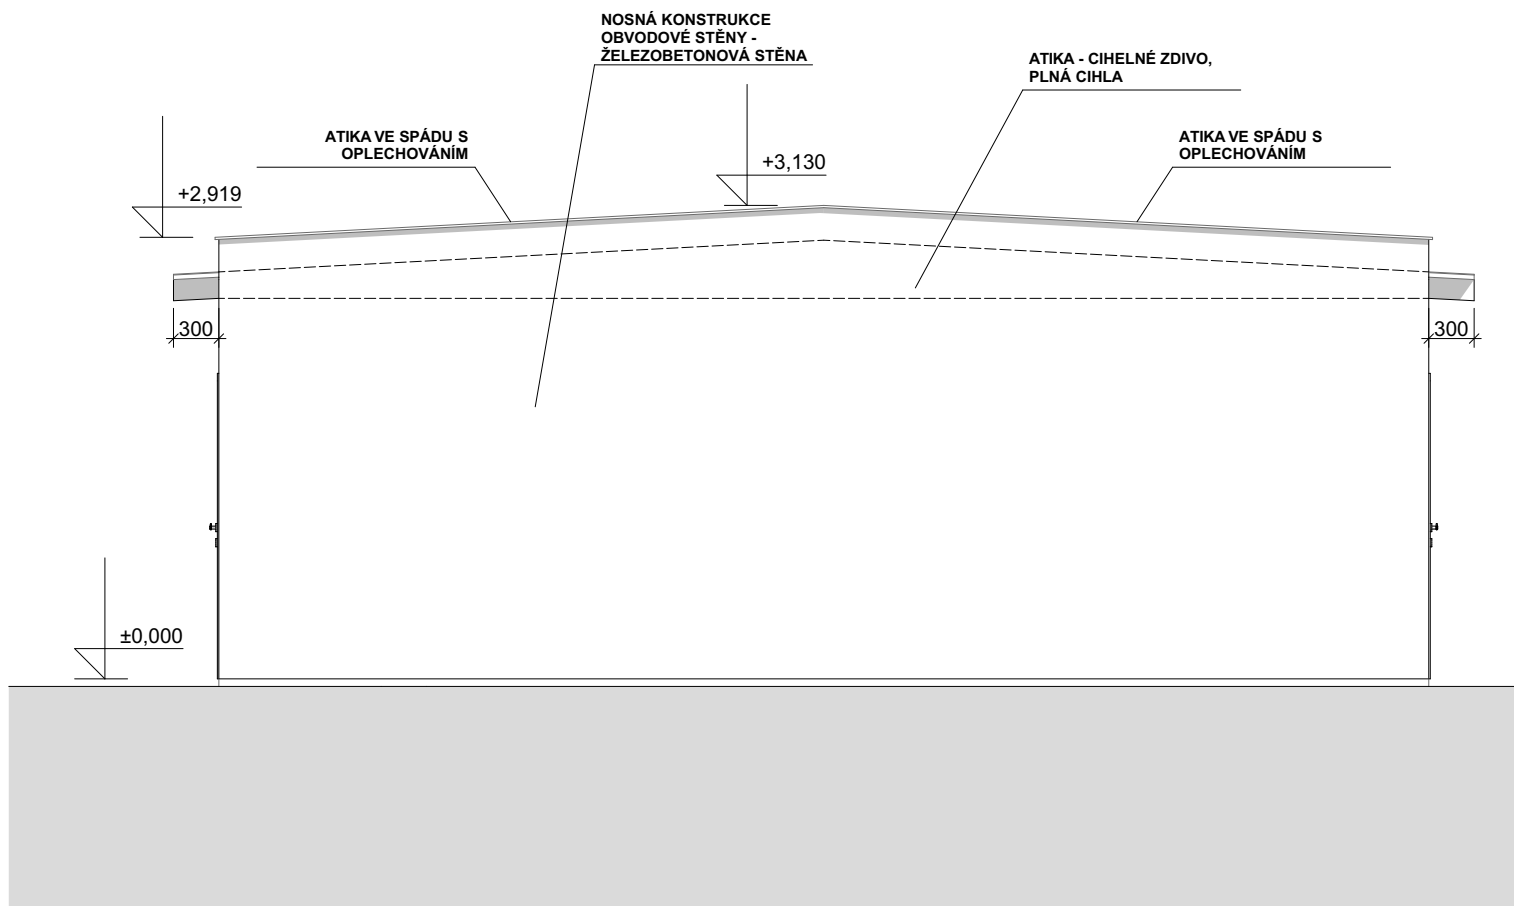 NOSNÁ KONSTRUKCE
OBVODOVÉ STĚNY -
ŽELEZOBETONOVÁ STĚNA
ATIKA - CIHELNÉ ZDIVO,
PLNÁ CIHLA
ATIKA VE SPÁDU S
OPLECHOVÁNÍM
ATIKA VE SPÁDU S
OPLECHOVÁNÍM
+3,130
+2,919
300
300
±0,000